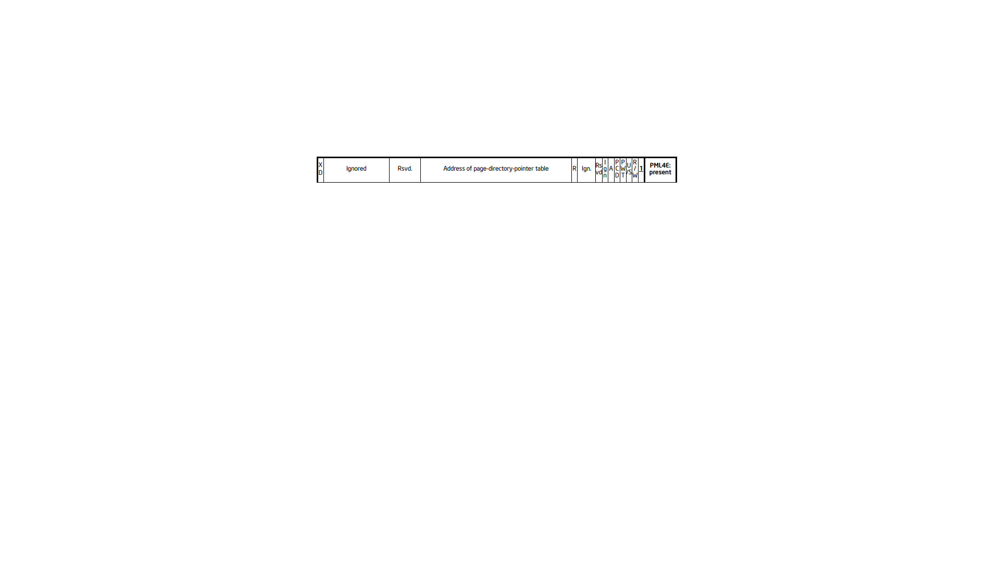 XD
Ignored
Rsvd.
Address of page-directory-pointer table
R
Ign.
Rsvd
Ign
A
PCD
PWT
U/S
R/W
1
PML4E:
present